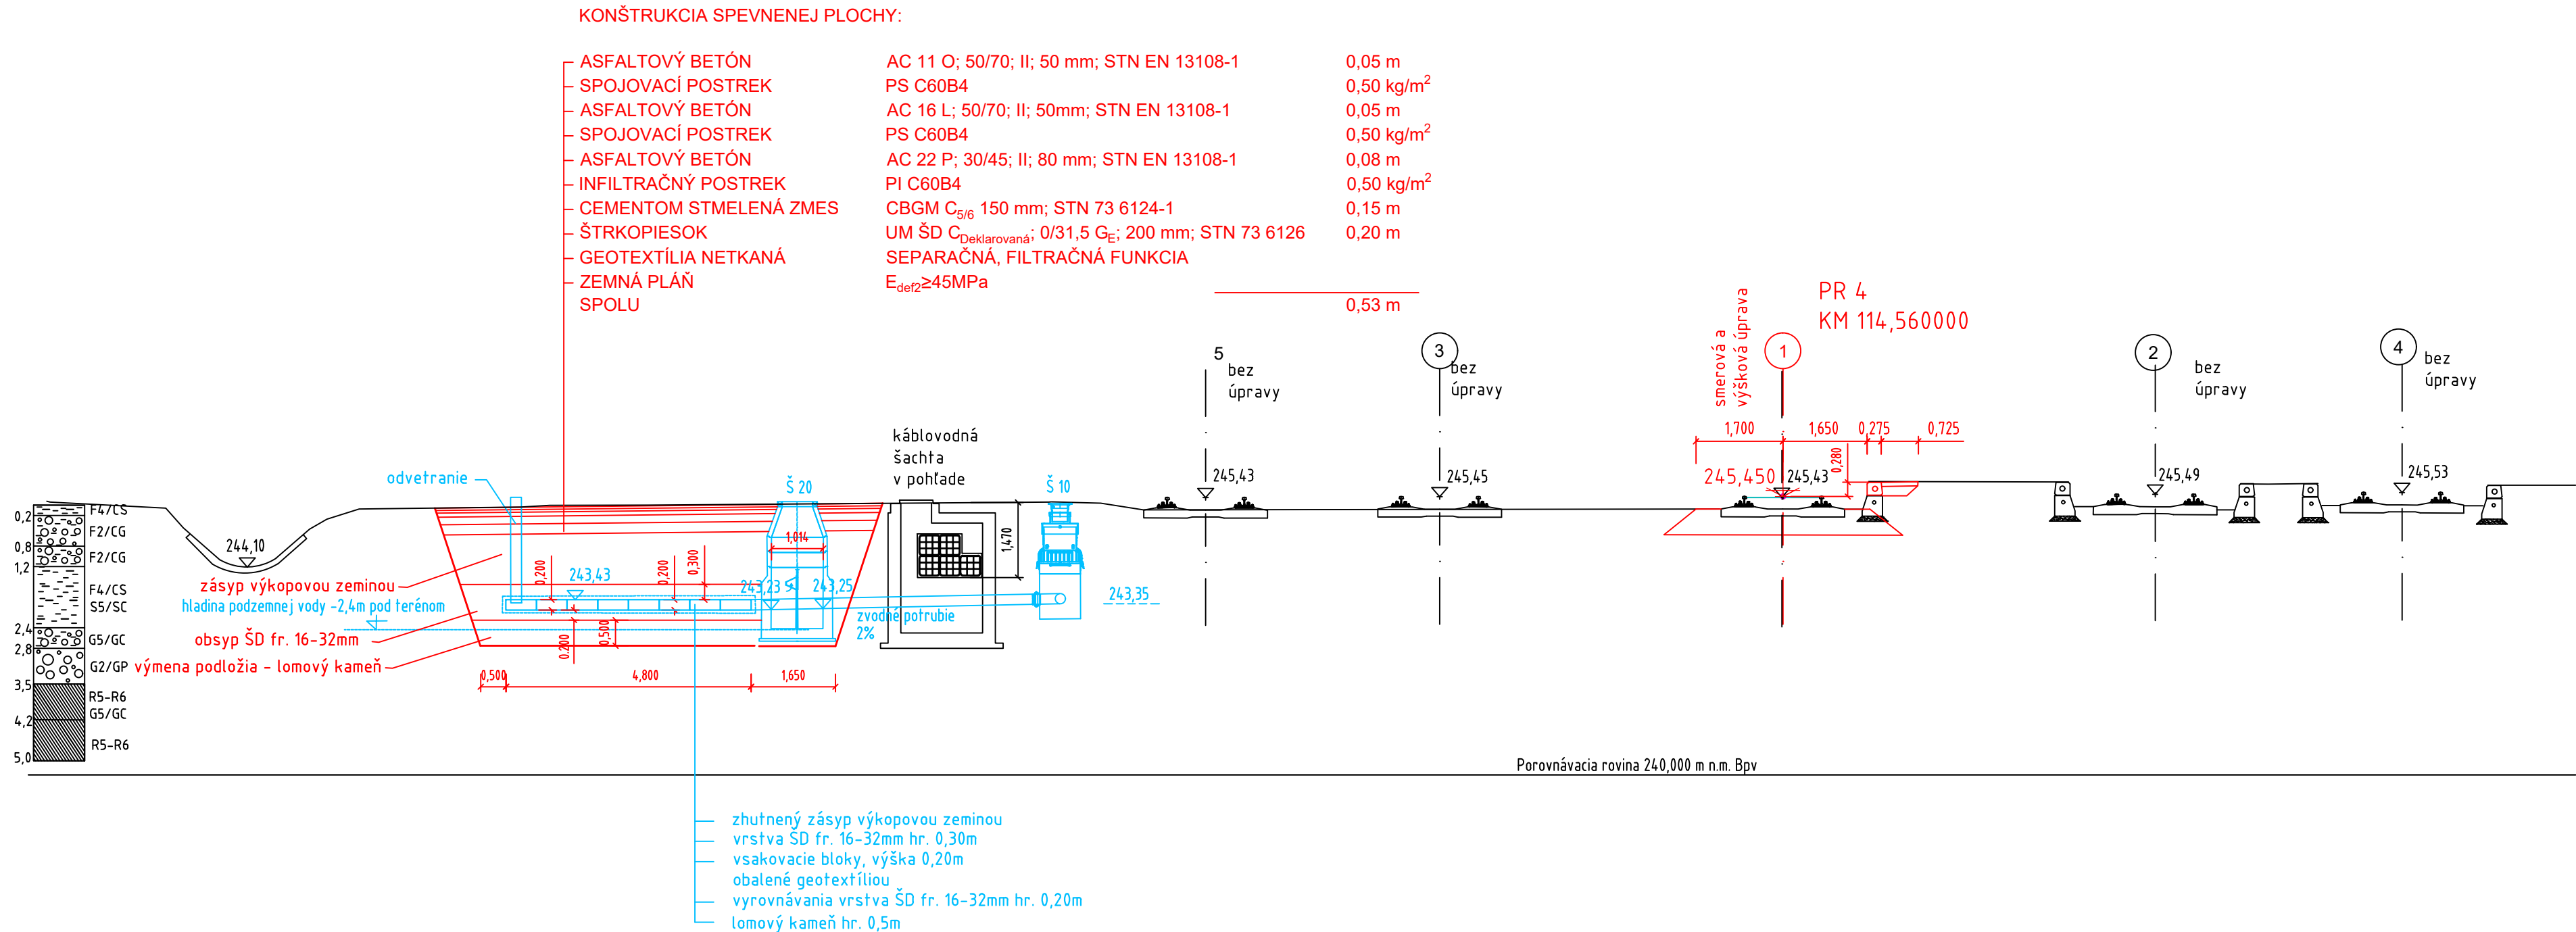 KONŠTRUKCIA SPEVNENEJ PLOCHY:
ASFALTOVÝ BETÓN AC 11 O; 50/70; II; 50 mm; STN EN 13108-1 0,05 m
SPOJOVACÍ POSTREK PS C60B4 0,50 kg/m2
ASFALTOVÝ BETÓN AC 16 L; 50/70; II; 50mm; STN EN 13108-1 0,05 m
SPOJOVACÍ POSTREK PS C60B4 0,50 kg/m2
ASFALTOVÝ BETÓN AC 22 P; 30/45; II; 80 mm; STN EN 13108-1 0,08 m
INFILTRAČNÝ POSTREK PI C60B4 0,50 kg/m2
CEMENTOM STMELENÁ ZMES CBGM C5/6 150 mm; STN 73 6124-1 0,15 m
ŠTRKOPIESOK UM ŠD CDeklarovaná; 0/31,5 GE; 200 mm; STN 73 6126 0,20 m
GEOTEXTÍLIA NETKANÁ SEPARAČNÁ, FILTRAČNÁ FUNKCIA
ZEMNÁ PLÁŇ Edef2≥45MPa
SPOLU 0,53 m
PR 4
KM 114,560000
smerová a
výšková úprava
5
bez
úpravy
3
bez
úpravy
1
2
bez
úpravy
4
bez
úpravy
1,700 1,650 0,275 0,725
0,280
245,43
245,45
245,450
245,43
245,49
245,53
káblovodná
šachta
v pohľade
odvetranie
Š 20
Š 10
1,014
1,470
244,10
0,200
243,43
0,200
0,300
243,23
243,25
243,35
zvodné potrubie
2%
0.200
0,500
0,500 4,800 1,650
zásyp výkopovou zeminou
hladina podzemnej vody -2,4m pod terénom
obsyp ŠD fr. 16-32mm
výmena podložia - lomový kameň
F4/CS
0,2
F2/CG
0,8
F2/CG
1,2
F4/CS
S5/SC
2,4
G5/GC
2,8
G2/GP
3,5
R5-R6
G5/GC
4,2
R5-R6
5,0
Porovnávacia rovina 240,000 m n.m. Bpv
zhutnený zásyp výkopovou zeminou
vrstva ŠD fr. 16-32mm hr. 0,30m
vsakovacie bloky, výška 0,20m
obalené geotextíliou
vyrovnávania vrstva ŠD fr. 16-32mm hr. 0,20m
lomový kameň hr. 0,5m